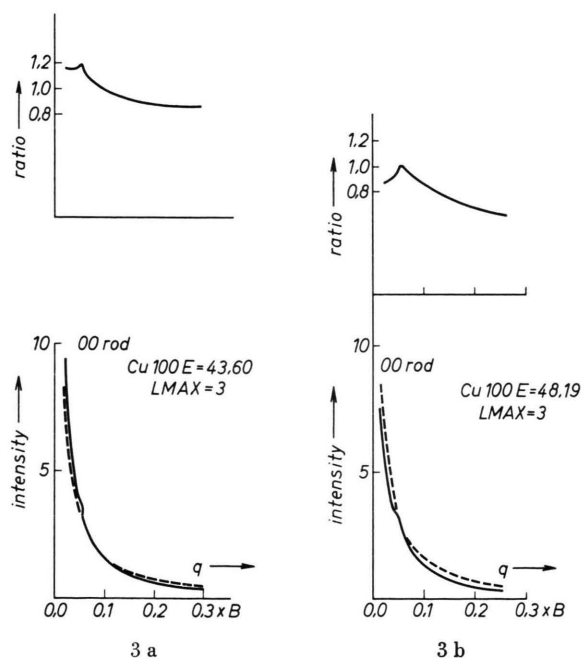 1,2
1,0
0,8
ratio
1,2
1,0
0,8
ratio
10
00 rod
Cu 100 E = 43,60
LMAX = 3
5
intensity
q
0.0 0.1 0.2 0.3 x B
3 a
10
00 rod
Cu 100 E = 48,19
LMAX = 3
5
intensity
q
0.0 0.1 0.2 0.3 x B
3 b